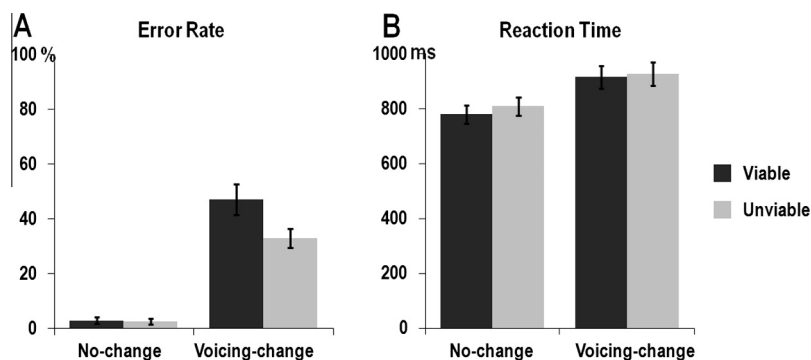 A
Error Rate
100 %
80
60
40
20
0
No-change
Voicing-change
B
Reaction Time
1000 ms
800
600
400
200
0
No-change
Voicing-change
Viable
Unviable